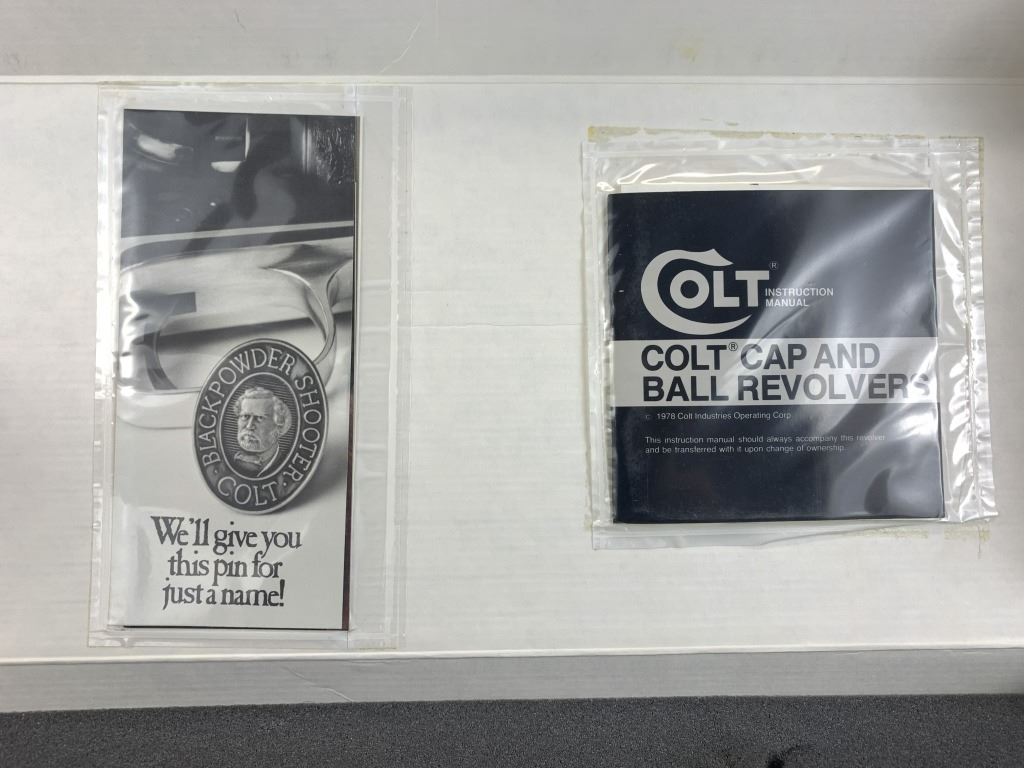 ·BLACKPOWDER SHOOTER·
COLT
We'll give you
this pin for
just a name!
COLT®
INSTRUCTION
MANUAL
COLT® CAP AND
BALL REVOLVERS
c 1978 Colt Industries Operating Corp
This instruction manual should always accompany this revolver
and be transferred with it upon change of ownership.